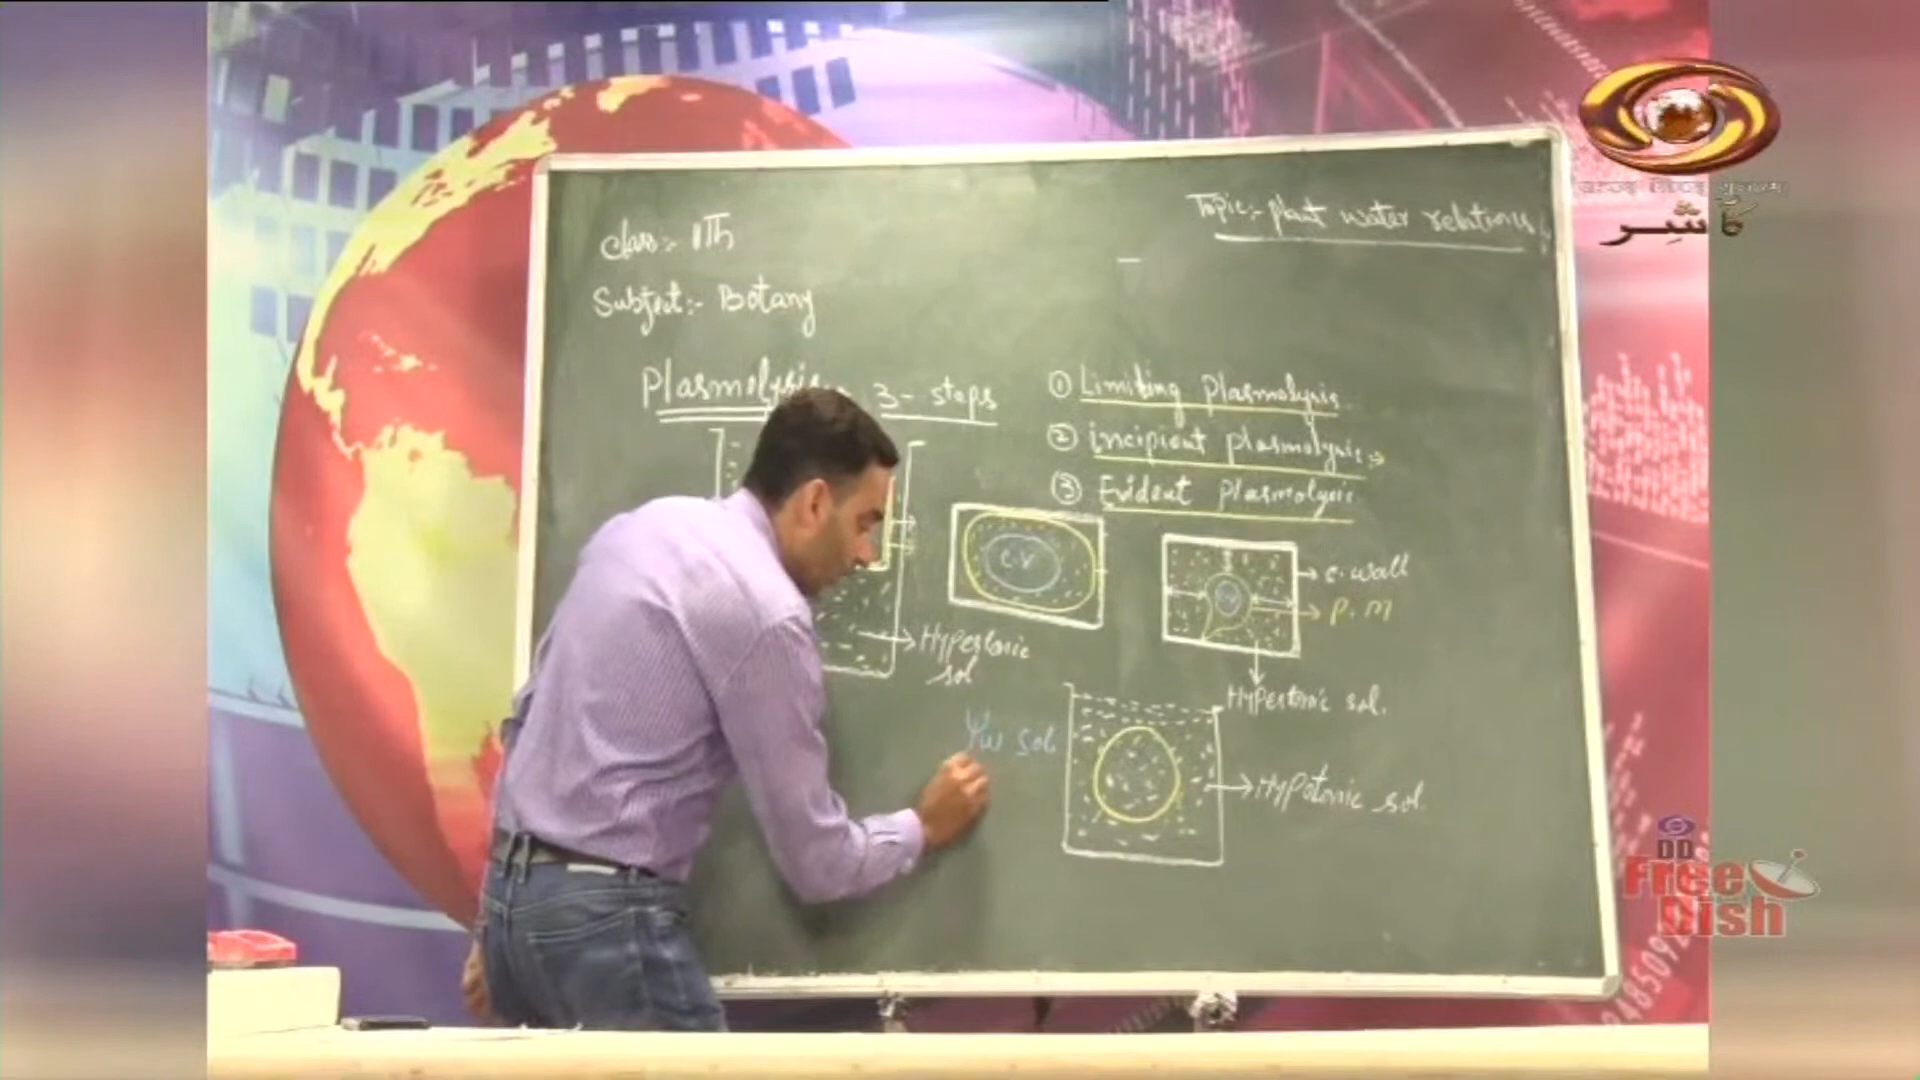 Class:- 11Th
Topic:- plant water relations
Subject:- Botany
Plasmolysis 3-steps
① Limiting plasmolysis
② incipient plasmolysis:->
③ Evident plasmolysis
C.V
c. wall
P. m
Hypertonic
sol
Hypertonic sol.
Ψw sol
Hypotonic sol.
کأشِر
DD
Free
Dish